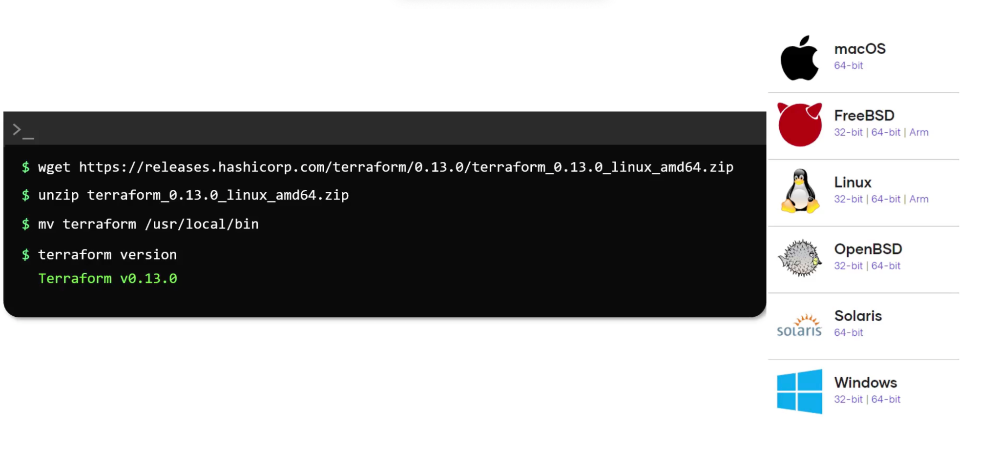 >_
$ wget https://releases.hashicorp.com/terraform/0.13.0/terraform_0.13.0_linux_amd64.zip
$ unzip terraform_0.13.0_linux_amd64.zip
$ mv terraform /usr/local/bin
$ terraform version
Terraform v0.13.0
macOS
64-bit
FreeBSD
32-bit | 64-bit | Arm
Linux
32-bit | 64-bit | Arm
OpenBSD
32-bit | 64-bit
solaris
Solaris
64-bit
Windows
32-bit | 64-bit